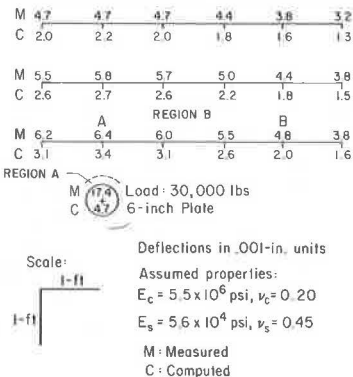 M 4.7 4.7 4.7 4.4 3.8 3.2
C 2.0 2.2 2.0 1.8 1.6 1.3
M 5.5 5.8 5.7 5.0 4.4 3.8
C 2.6 2.7 2.6 2.2 1.8 1.5
A REGION B B
M 6.2 6.4 6.0 5.5 4.8 3.8
C 3.1 3.4 3.1 2.6 2.0 1.6
REGION A
M 17.4 Load: 30,000 lbs
C 4.7 6-inch Plate
Deflections in .001-in. units
Scale:
1-ft
1-ft
Assumed properties:
Ec = 5.5 x 10⁶ psi, νc = 0.20
Es = 5.6 x 10⁴ psi, νs = 0.45
M: Measured
C: Computed